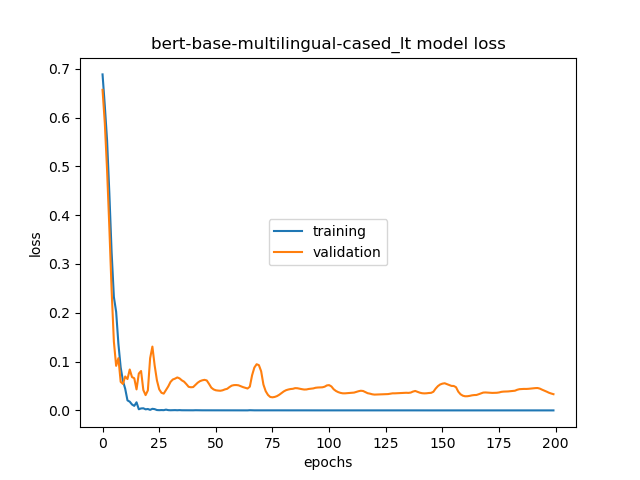 bert-base-multilingual-cased_lt model loss
0.7
0.6
0.5
0.4
0.3
0.2
0.1
0.0
loss
training
validation
0 25 50 75 100 125 150 175 200
epochs